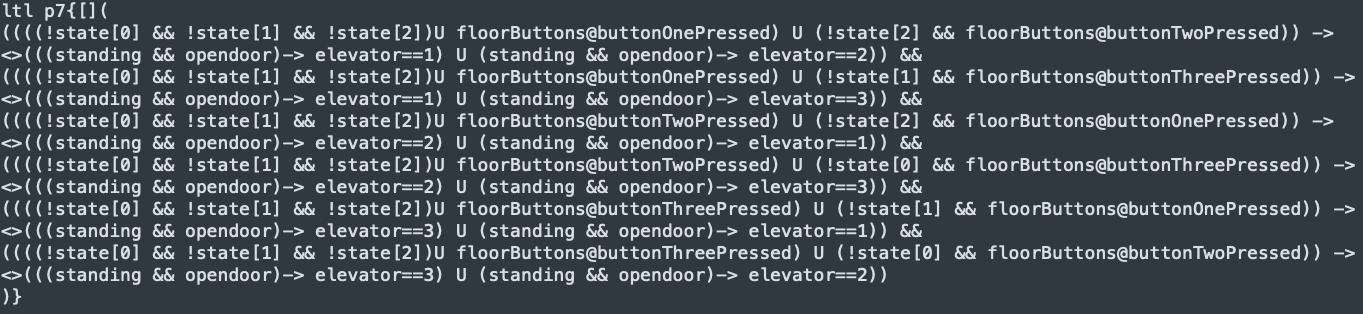 ltl p7{[](
((((!state[0] && !state[1] && !state[2])U floorButtons@buttonOnePressed) U (!state[2] && floorButtons@buttonTwoPressed)) ->
<>(((standing && opendoor)-> elevator==1) U (standing && opendoor)-> elevator==2)) &&
((((!state[0] && !state[1] && !state[2])U floorButtons@buttonOnePressed) U (!state[1] && floorButtons@buttonThreePressed)) ->
<>(((standing && opendoor)-> elevator==1) U (standing && opendoor)-> elevator==3)) &&
((((!state[0] && !state[1] && !state[2])U floorButtons@buttonTwoPressed) U (!state[2] && floorButtons@buttonOnePressed)) ->
<>(((standing && opendoor)-> elevator==2) U (standing && opendoor)-> elevator==1)) &&
((((!state[0] && !state[1] && !state[2])U floorButtons@buttonTwoPressed) U (!state[0] && floorButtons@buttonThreePressed)) ->
<>(((standing && opendoor)-> elevator==2) U (standing && opendoor)-> elevator==3)) &&
((((!state[0] && !state[1] && !state[2])U floorButtons@buttonThreePressed) U (!state[1] && floorButtons@buttonOnePressed)) ->
<>(((standing && opendoor)-> elevator==3) U (standing && opendoor)-> elevator==1)) &&
((((!state[0] && !state[1] && !state[2])U floorButtons@buttonThreePressed) U (!state[0] && floorButtons@buttonTwoPressed)) ->
<>(((standing && opendoor)-> elevator==3) U (standing && opendoor)-> elevator==2))
)}